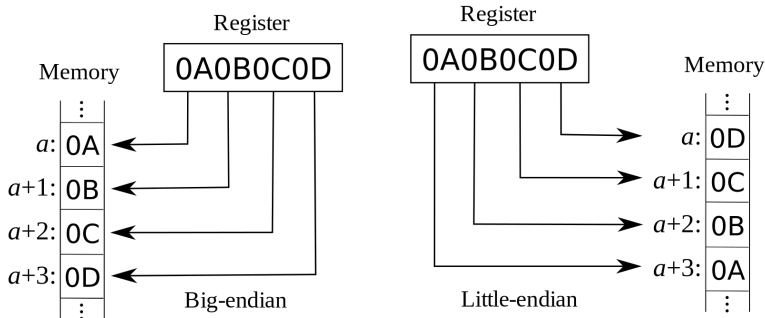 Register
0A0B0C0D
Memory
⋮
a: 0A
a+1: 0B
a+2: 0C
a+3: 0D
⋮
Big-endian
Register
0A0B0C0D
Memory
⋮
a: 0D
a+1: 0C
a+2: 0B
a+3: 0A
⋮
Little-endian